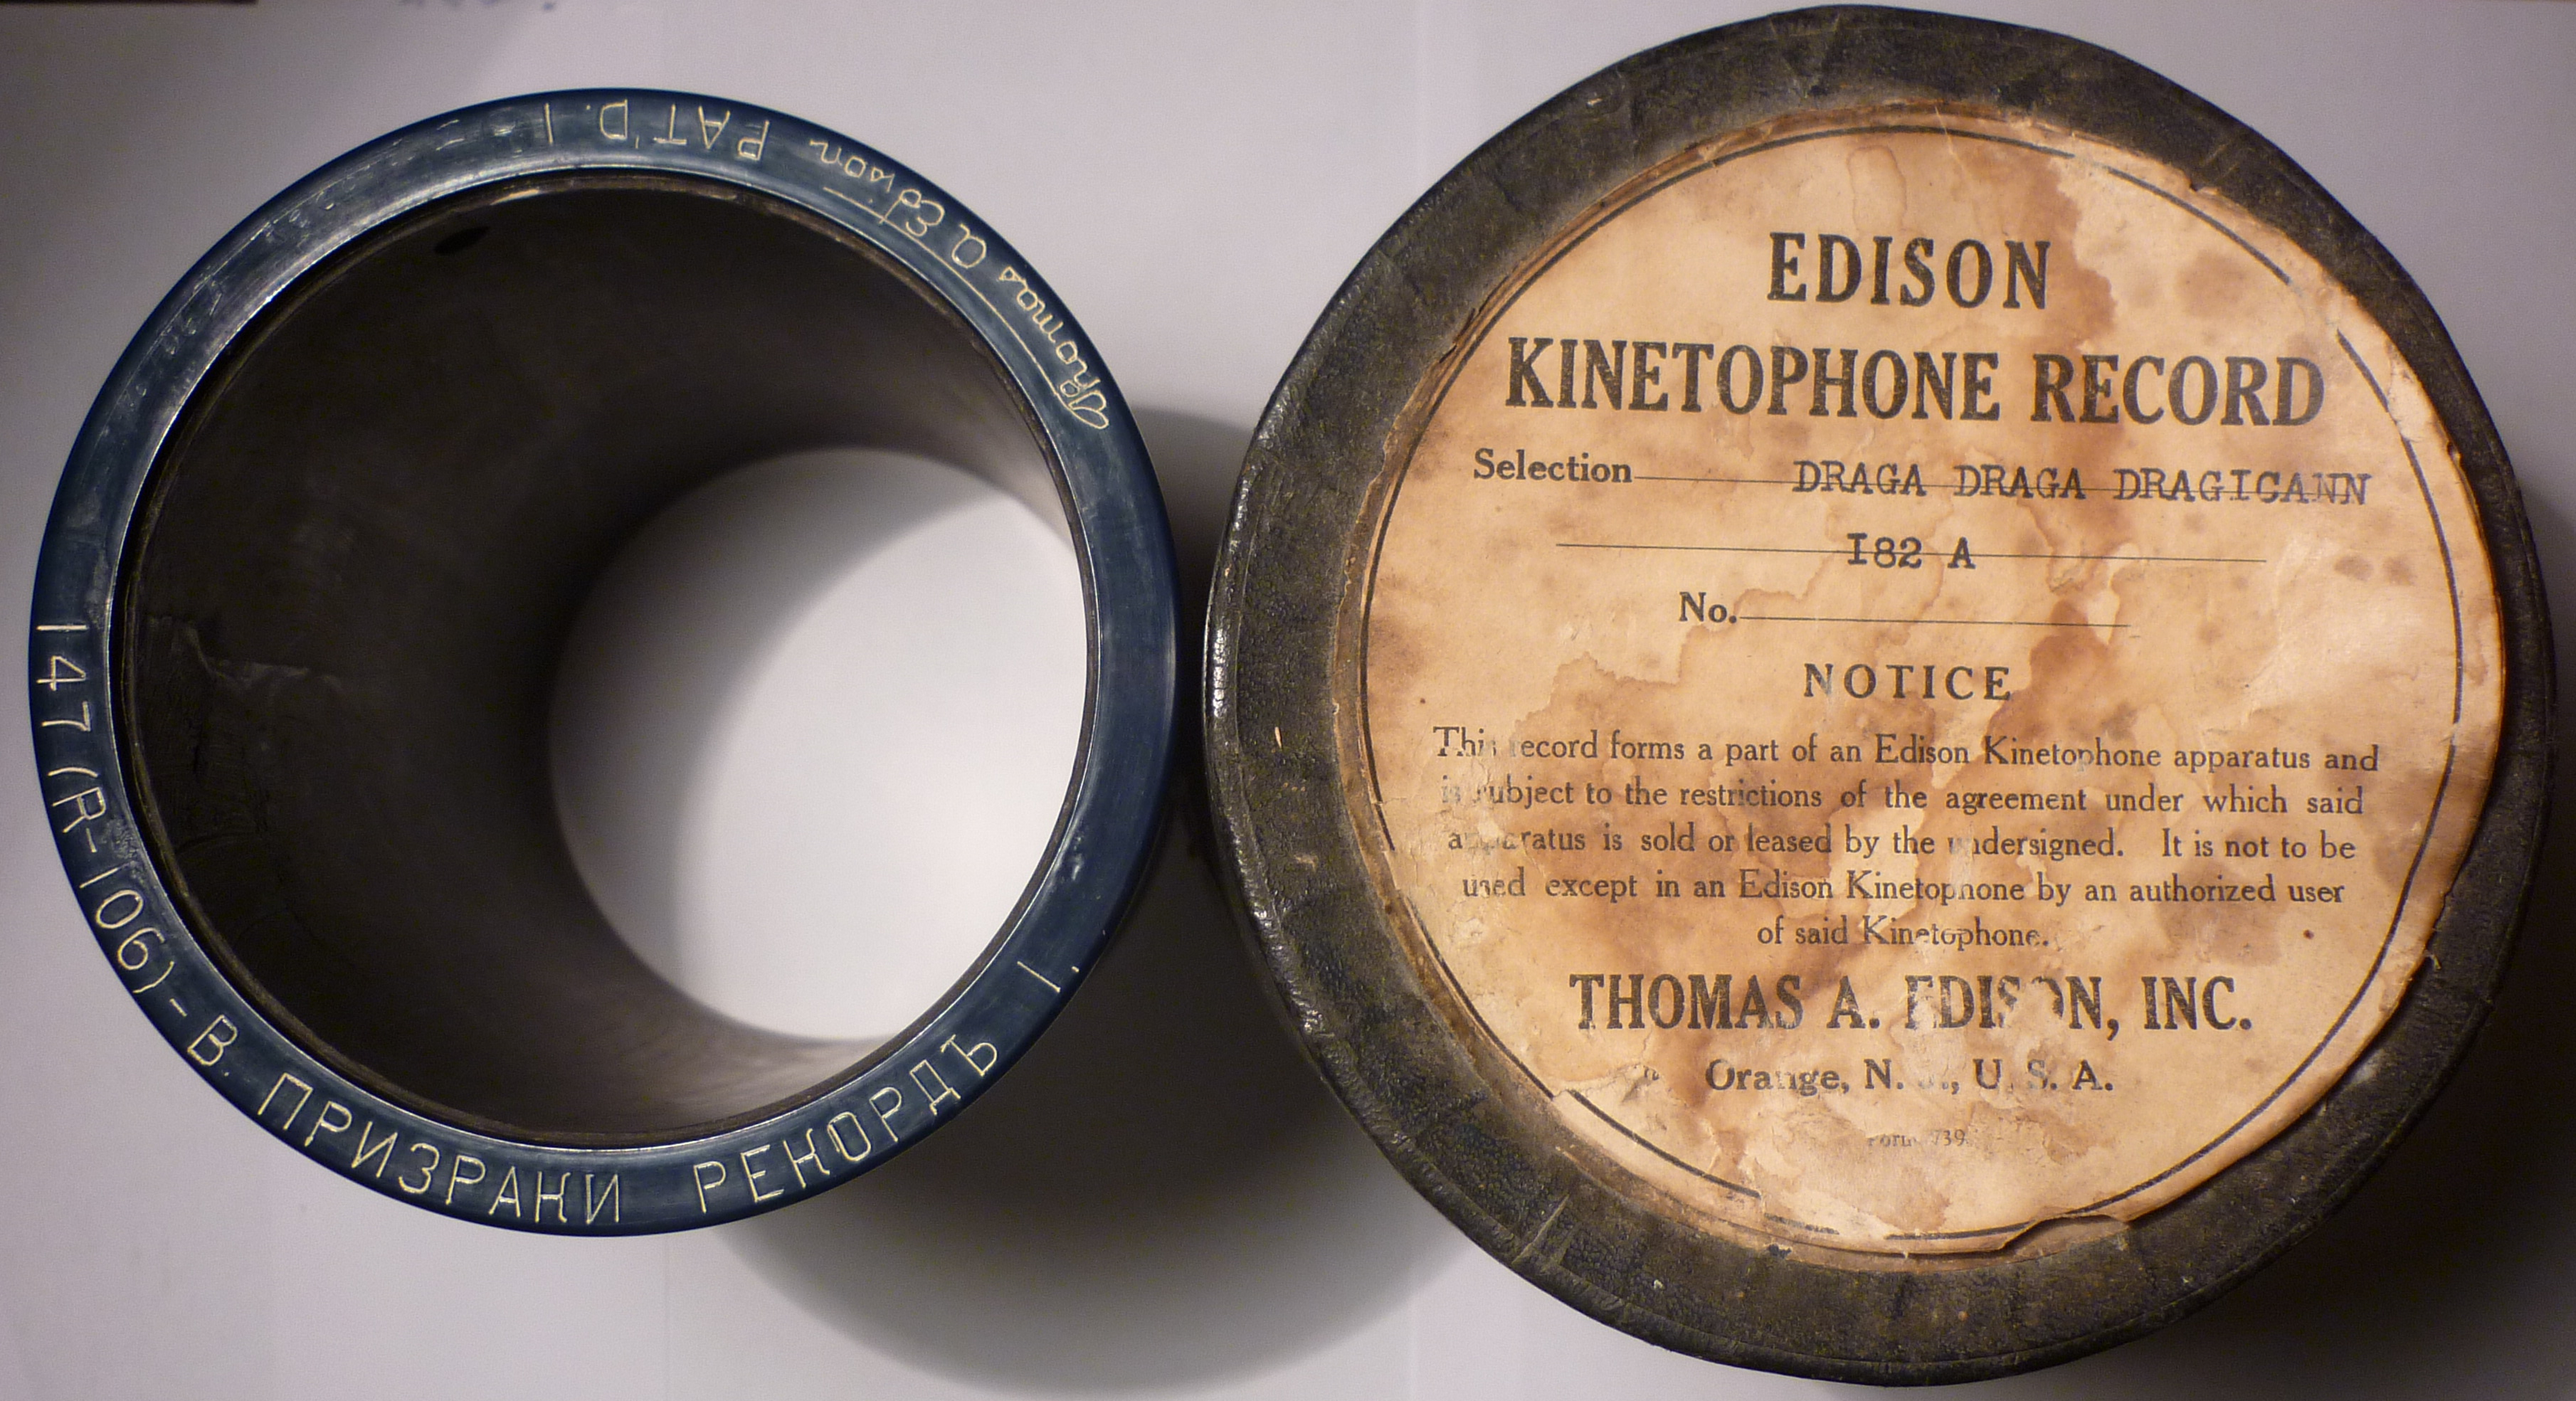 147 (R-106)-B. ПРИЗРАКИ РЕКОРДЪ 1.
Thomas A Edison PAT'D. 1
EDISON
KINETOPHONE RECORD
Selection DRAGA DRAGA DRAGICANN
I82 A
No.
NOTICE
This record forms a part of an Edison Kinetophone apparatus and
is subject to the restrictions of the agreement under which said
apparatus is sold or leased by the undersigned. It is not to be
used except in an Edison Kinetophone by an authorized user
of said Kinetophone.
THOMAS A. EDISON, INC.
Orange, N. J., U. S. A.